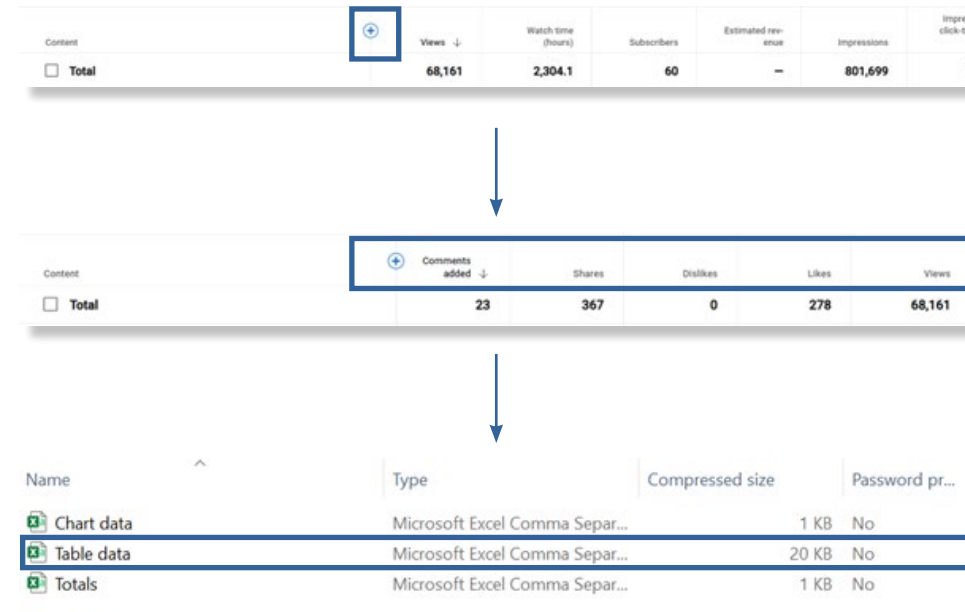 Impre
Watch time Estimated rev- click-t
Content Views ↓ (hours) Subscribers enue Impressions
Total 68,161 2,304.1 60 – 801,699
Comments
Content added ↓ Shares Dislikes Likes Views
Total 23 367 0 278 68,161
Name Type Compressed size Password pr...
Chart data Microsoft Excel Comma Separ... 1 KB No
Table data Microsoft Excel Comma Separ... 20 KB No
Totals Microsoft Excel Comma Separ... 1 KB No